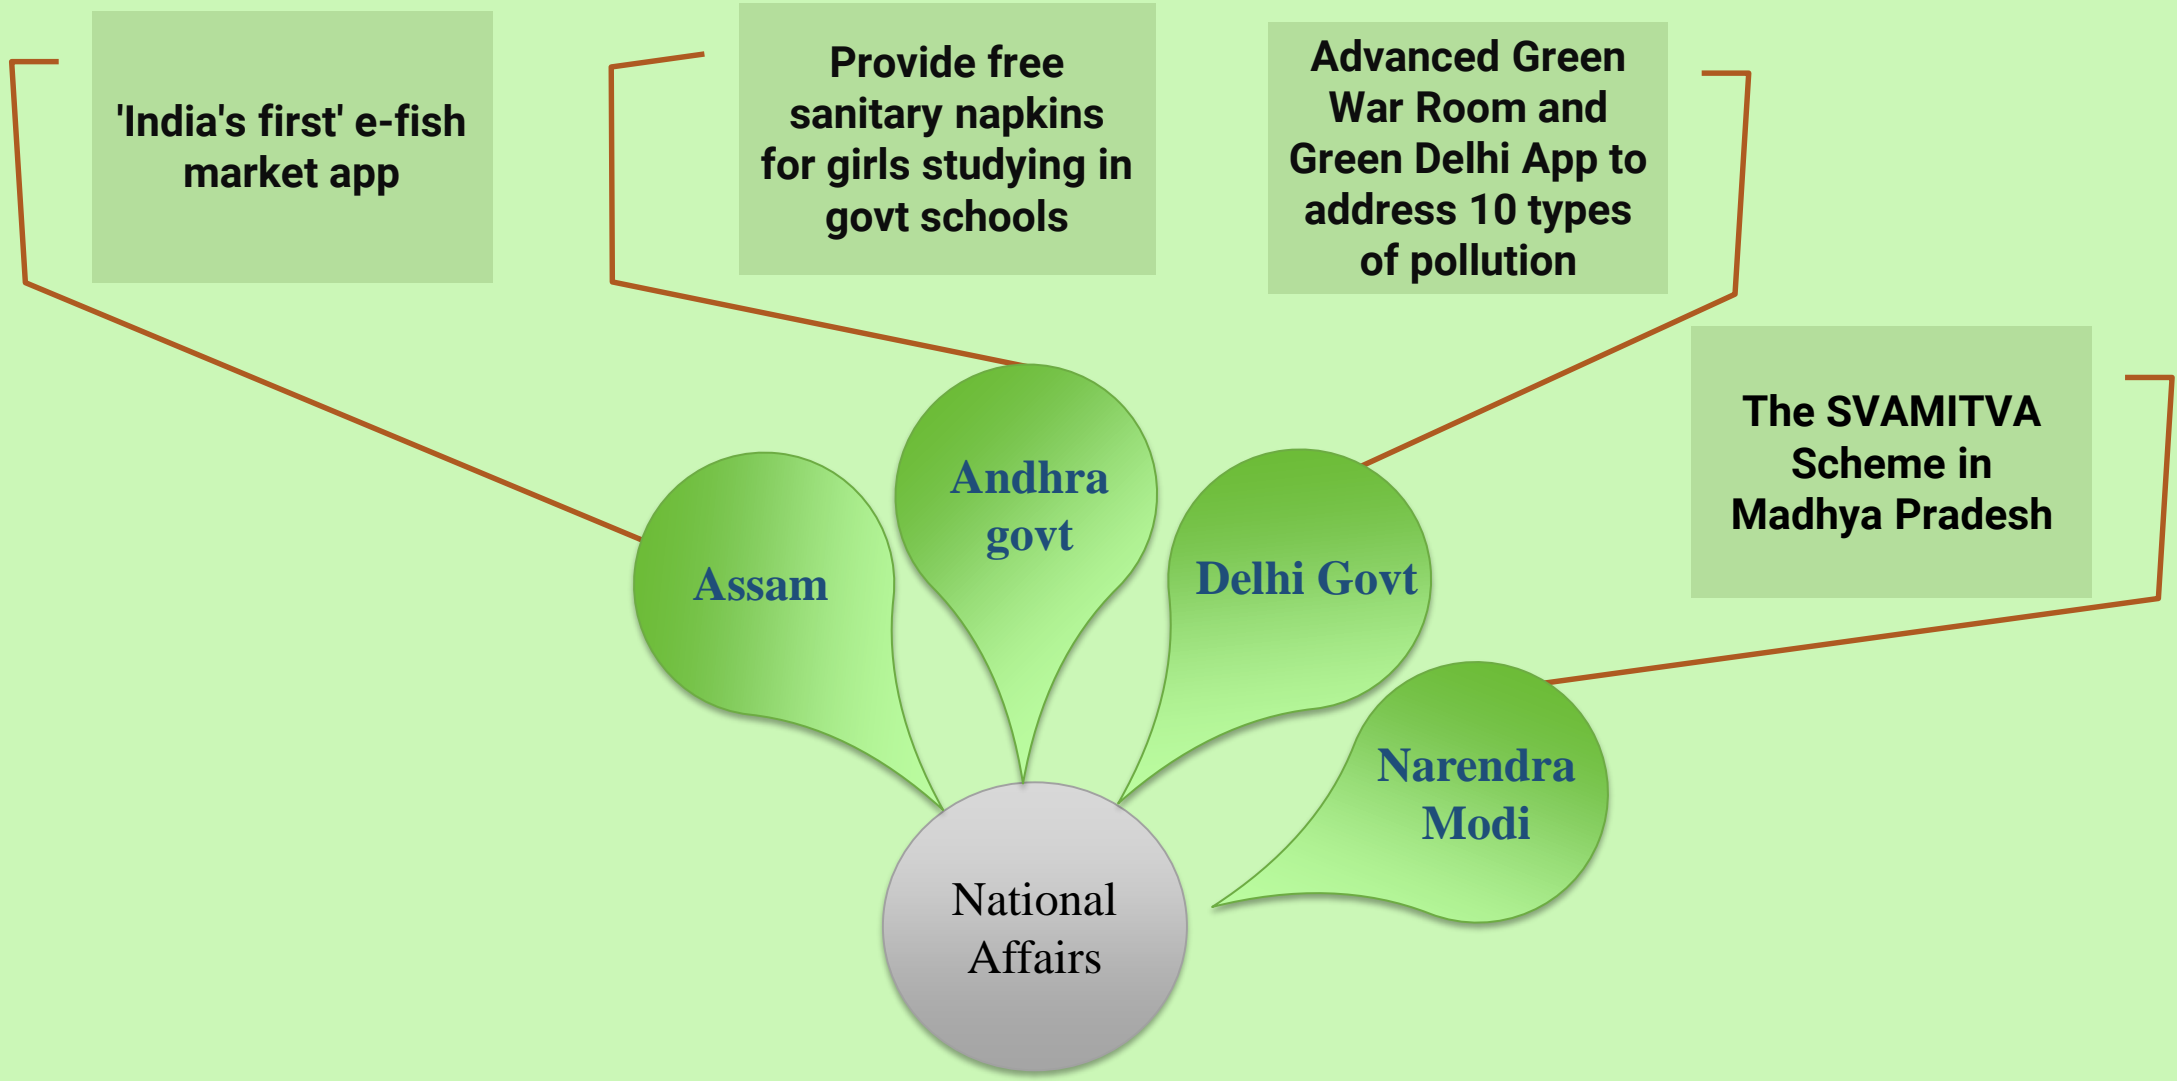 'India's first' e-fish
market app
Provide free
sanitary napkins
for girls studying in
govt schools
Advanced Green
War Room and
Green Delhi App to
address 10 types
of pollution
The SVAMITVA
Scheme in
Madhya Pradesh
Assam
Andhra
govt
Delhi Govt
Narendra
Modi
National
Affairs